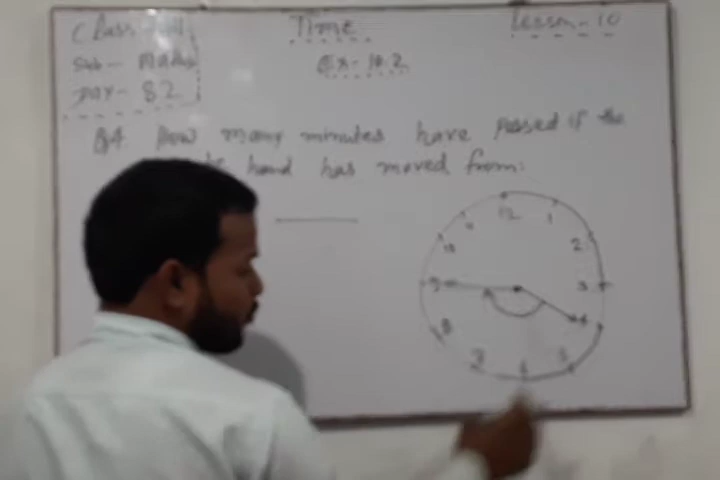 Class-
Time
Lesson-10
Sub- Maths
Ex-10.2
Day- 82
Q4. How many minutes have passed if the
hand has moved from:
12
1
2
3
4
5
6
7
8
9
10
11